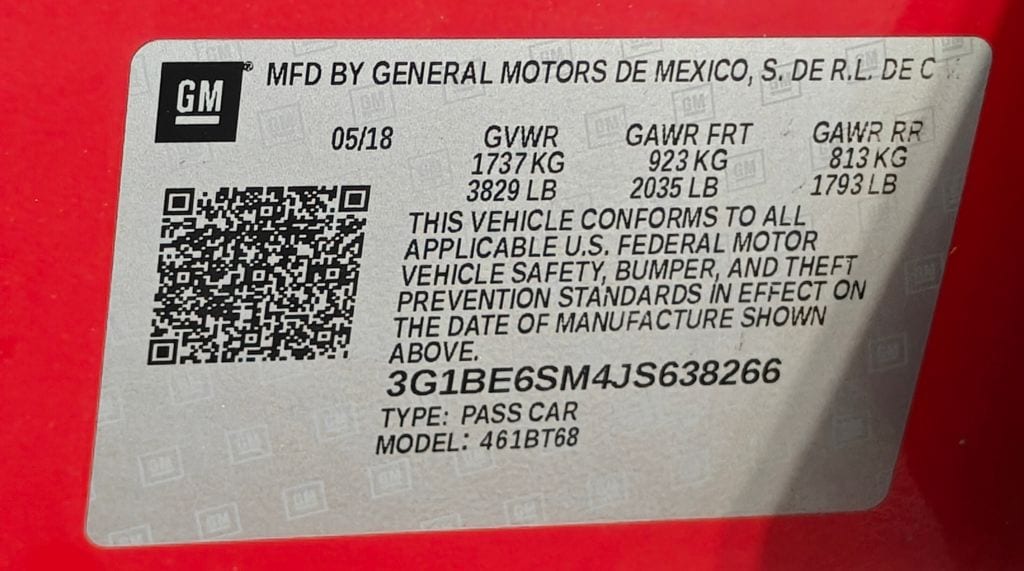 GM® MFD BY GENERAL MOTORS DE MEXICO, S. DE R.L. DE C
05/18 GVWR GAWR FRT GAWR RR
1737 KG 923 KG 813 KG
3829 LB 2035 LB 1793 LB
THIS VEHICLE CONFORMS TO ALL
APPLICABLE U.S. FEDERAL MOTOR
VEHICLE SAFETY, BUMPER, AND THEFT
PREVENTION STANDARDS IN EFFECT ON
THE DATE OF MANUFACTURE SHOWN
ABOVE.
3G1BE6SM4JS638266
TYPE: PASS CAR
MODEL: 461BT68